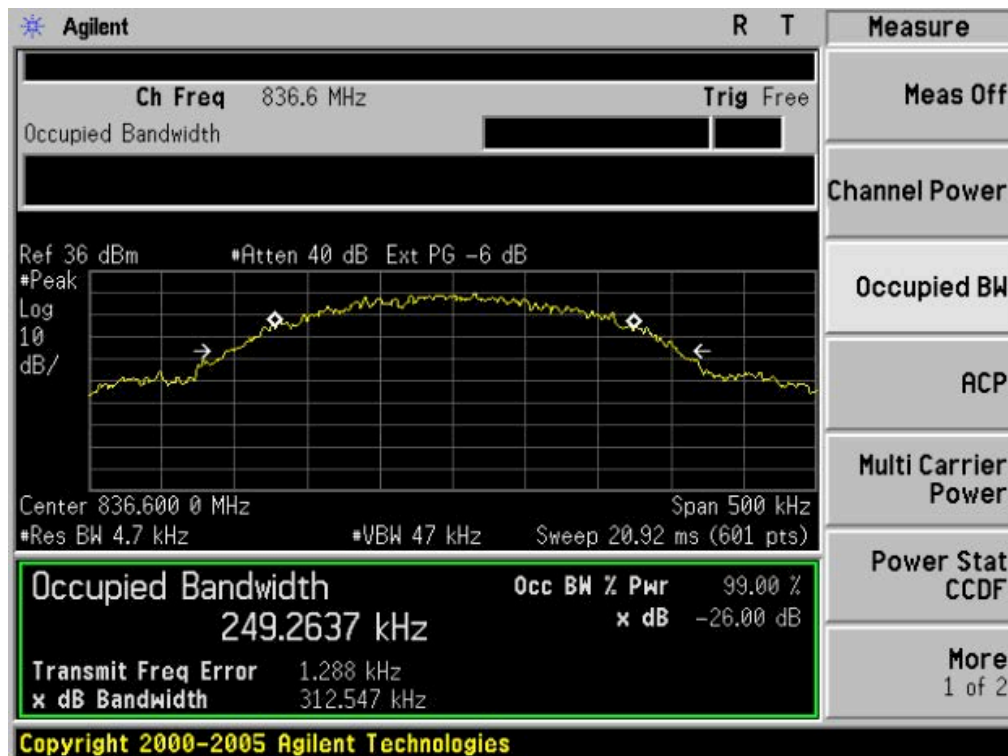 Agilent R T
Measure
Ch Freq 836.6 MHz Trig Free
Occupied Bandwidth
Ref 36 dBm #Atten 40 dB Ext PG -6 dB
#Peak
Log
10
dB/
Center 836.600 0 MHz Span 500 kHz
#Res BW 4.7 kHz #VBW 47 kHz Sweep 20.92 ms (601 pts)
Occupied Bandwidth
249.2637 kHz
Occ BW % Pwr 99.00 %
x dB -26.00 dB
Transmit Freq Error 1.288 kHz
x dB Bandwidth 312.547 kHz
Meas Off
Channel Power
Occupied BW
ACP
Multi Carrier
Power
Power Stat
CCDF
More
1 of 2
Copyright 2000-2005 Agilent Technologies